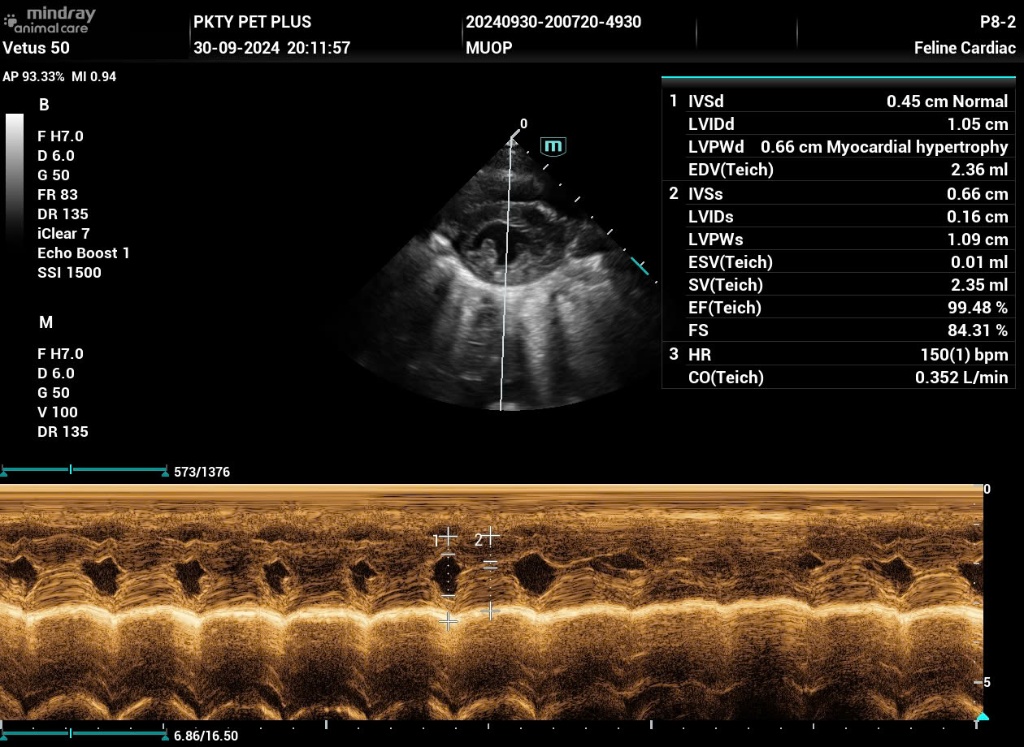 mindray
animalcare
PKTY PET PLUS
20240930-200720-4930
P8-2
Vetus 50
30-09-2024 20:11:57
MUOP
Feline Cardiac
AP 93.33% MI 0.94
B
F H7.0
D 6.0
G 50
FR 83
DR 135
iClear 7
Echo Boost 1
SSI 1500
M
F H7.0
D 6.0
G 50
V 100
DR 135
0
m
1 IVSd 0.45 cm Normal
LVIDd 1.05 cm
LVPWd 0.66 cm Myocardial hypertrophy
EDV(Teich) 2.36 ml
2 IVSs 0.66 cm
LVIDs 0.16 cm
LVPWs 1.09 cm
ESV(Teich) 0.01 ml
SV(Teich) 2.35 ml
EF(Teich) 99.48 %
FS 84.31 %
3 HR 150(1) bpm
CO(Teich) 0.352 L/min
573/1376
0
1 2
5
6.86/16.50